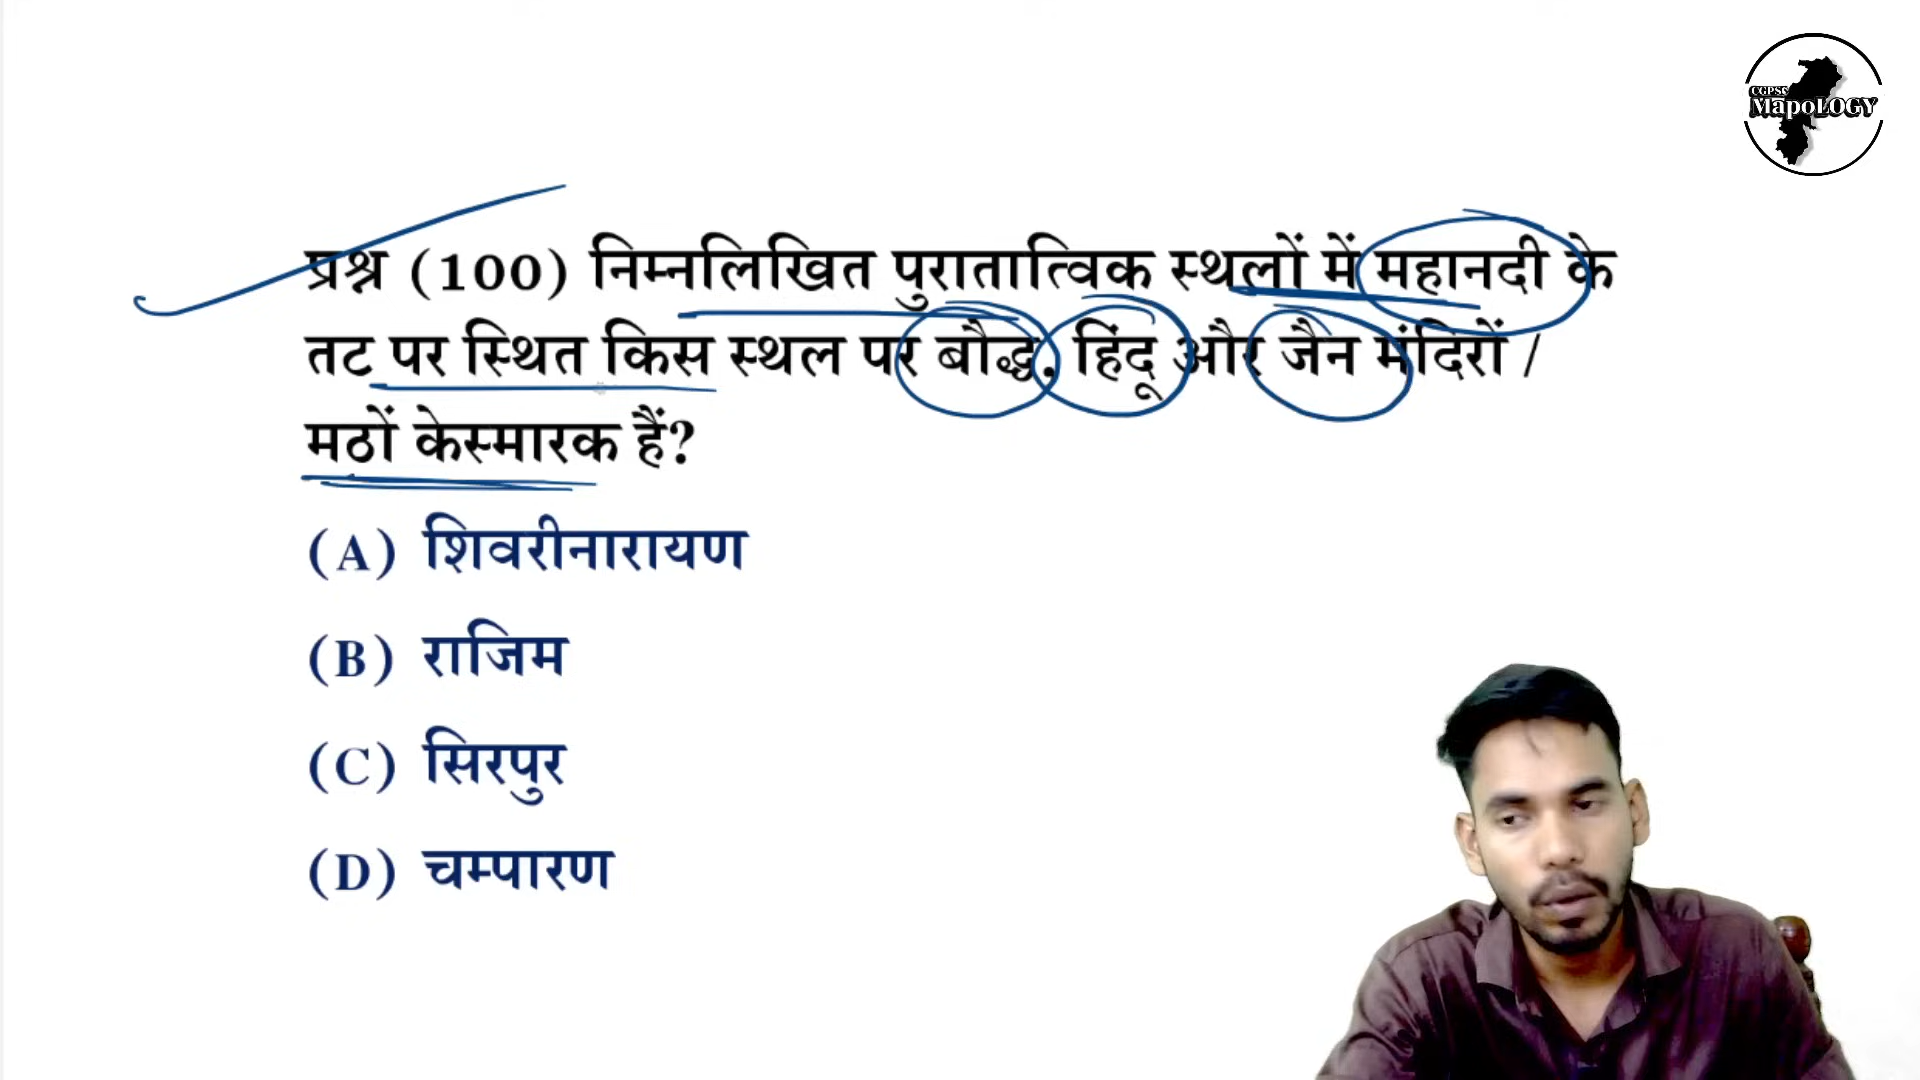 CGPSC
MapoLOGY
प्रश्न (100) निम्नलिखित पुरातात्विक स्थलों में महानदी के
तट पर स्थित किस स्थल पर बौद्ध, हिंदू और जैन मंदिरों /
मठों केस्मारक हैं?
(A) शिवरीनारायण
(B) राजिम
(C) सिरपुर
(D) चम्पारण